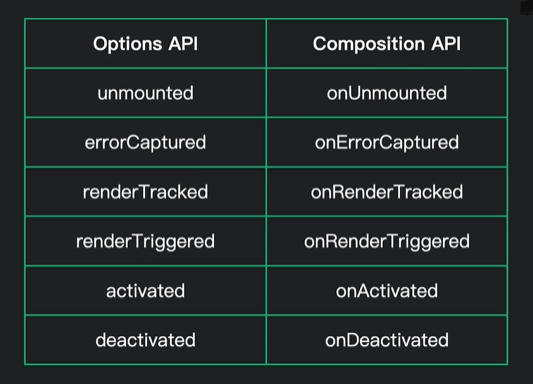 Options API Composition API
unmounted onUnmounted
errorCaptured onErrorCaptured
renderTracked onRenderTracked
renderTriggered onRenderTriggered
activated onActivated
deactivated onDeactivated